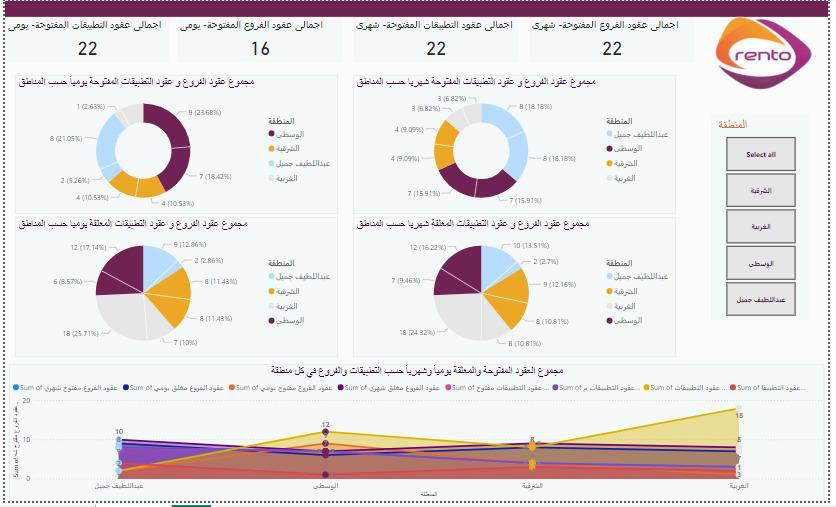 اجمالى عقود الفروع المفتوحة- شهرى
22
اجمالى عقود التطبيقات المفتوحة- شهرى
22
اجمالى عقود الفروع المفتوحة- يومى
16
اجمالى عقود التطبيقات المفتوحة- يومى
22
rento
المنطقة
Select all
الشرقية
الغربية
الوسطى
عبداللطيف جميل
مجموع عقود الفروع و عقود التطبيقات المفتوحة شهريا حسب المناطق
3 (6.82%)
3 (6.82%)
8 (18.18%)
4 (9.09%)
4 (9.09%)
8 (18.18%)
7 (15.91%)
7 (15.91%)
المنطقة
عبداللطيف جميل
الوسطى
الشرقية
الغربية
مجموع عقود الفروع و عقود التطبيقات المفتوحة يومياً حسب المناطق
1 (2.63%)
9 (23.68%)
8 (21.05%)
2 (5.26%)
4 (10.53%)
4 (10.53%)
7 (18.42%)
المنطقة
الوسطى
الشرقية
عبداللطيف جميل
الغربية
مجموع عقود الفروع و عقود التطبيقات المغلقة شهريا حسب المناطق
12 (16.22%)
10 (13.51%)
2 (2.7%)
7 (9.46%)
9 (12.16%)
18 (24.32%)
8 (10.81%)
8 (10.81%)
المنطقة
عبداللطيف جميل
الشرقية
الغربية
الوسطى
مجموع عقود الفروع و عقود التطبيقات المغلقة يوميا حسب المناطق
12 (17.14%)
9 (12.86%)
2 (2.86%)
6 (8.57%)
8 (11.43%)
8 (11.43%)
18 (25.71%)
7 (10%)
المنطقة
عبداللطيف جميل
الشرقية
الغربية
الوسطى
مجموع العقود المفتوحة والمغلقة يومياً وشهرياً حسب التطبيقات والفروع في كل منطقة
Sum of عقود الفروع مفتوح شهري
Sum of عقود الفروع مغلق يومي
Sum of عقود الفروع مفتوح يومي
Sum of عقود الفروع مغلق شهري
Sum of عقود التطبيقات مفتوح ...
Sum of عقود التطبيقات م...
Sum of عقود التطبيقات ...
Sum of عقود التطبيقا...
20
10
0
10
12
18
8
1
3
عبداللطيف جميل
الوسطى
الشرقية
الغربية
المنطقة